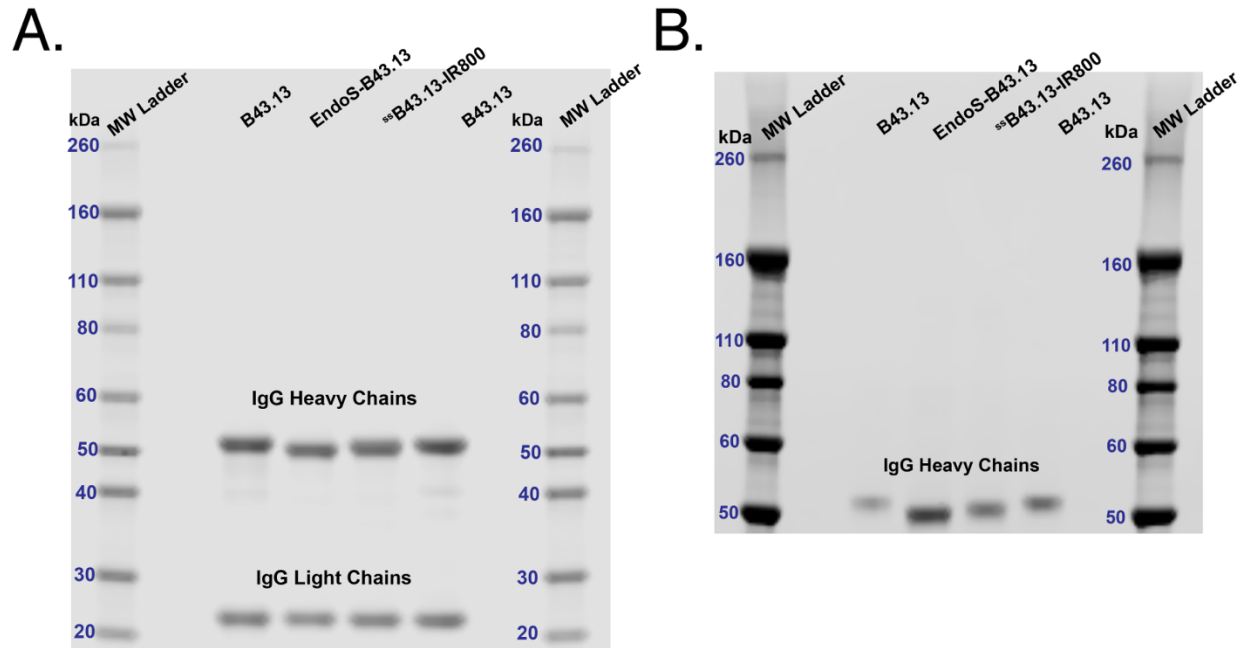 A.
kDa
MW Ladder
B43.13
EndoS-B43.13
ssB43.13-IR800
B43.13
kDa
MW Ladder
260
260
160
160
110
110
80
80
60
60
IgG Heavy Chains
50
50
40
40
30
30
IgG Light Chains
20
20
B.
kDa
MW Ladder
B43.13
EndoS-B43.13
ssB43.13-IR800
B43.13
kDa
MW Ladder
260
260
160
160
110
110
80
80
60
60
IgG Heavy Chains
50
50